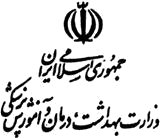 جمهوری اسلامی ایران
وزارت بهداشت، درمان و آموزش پزشکی